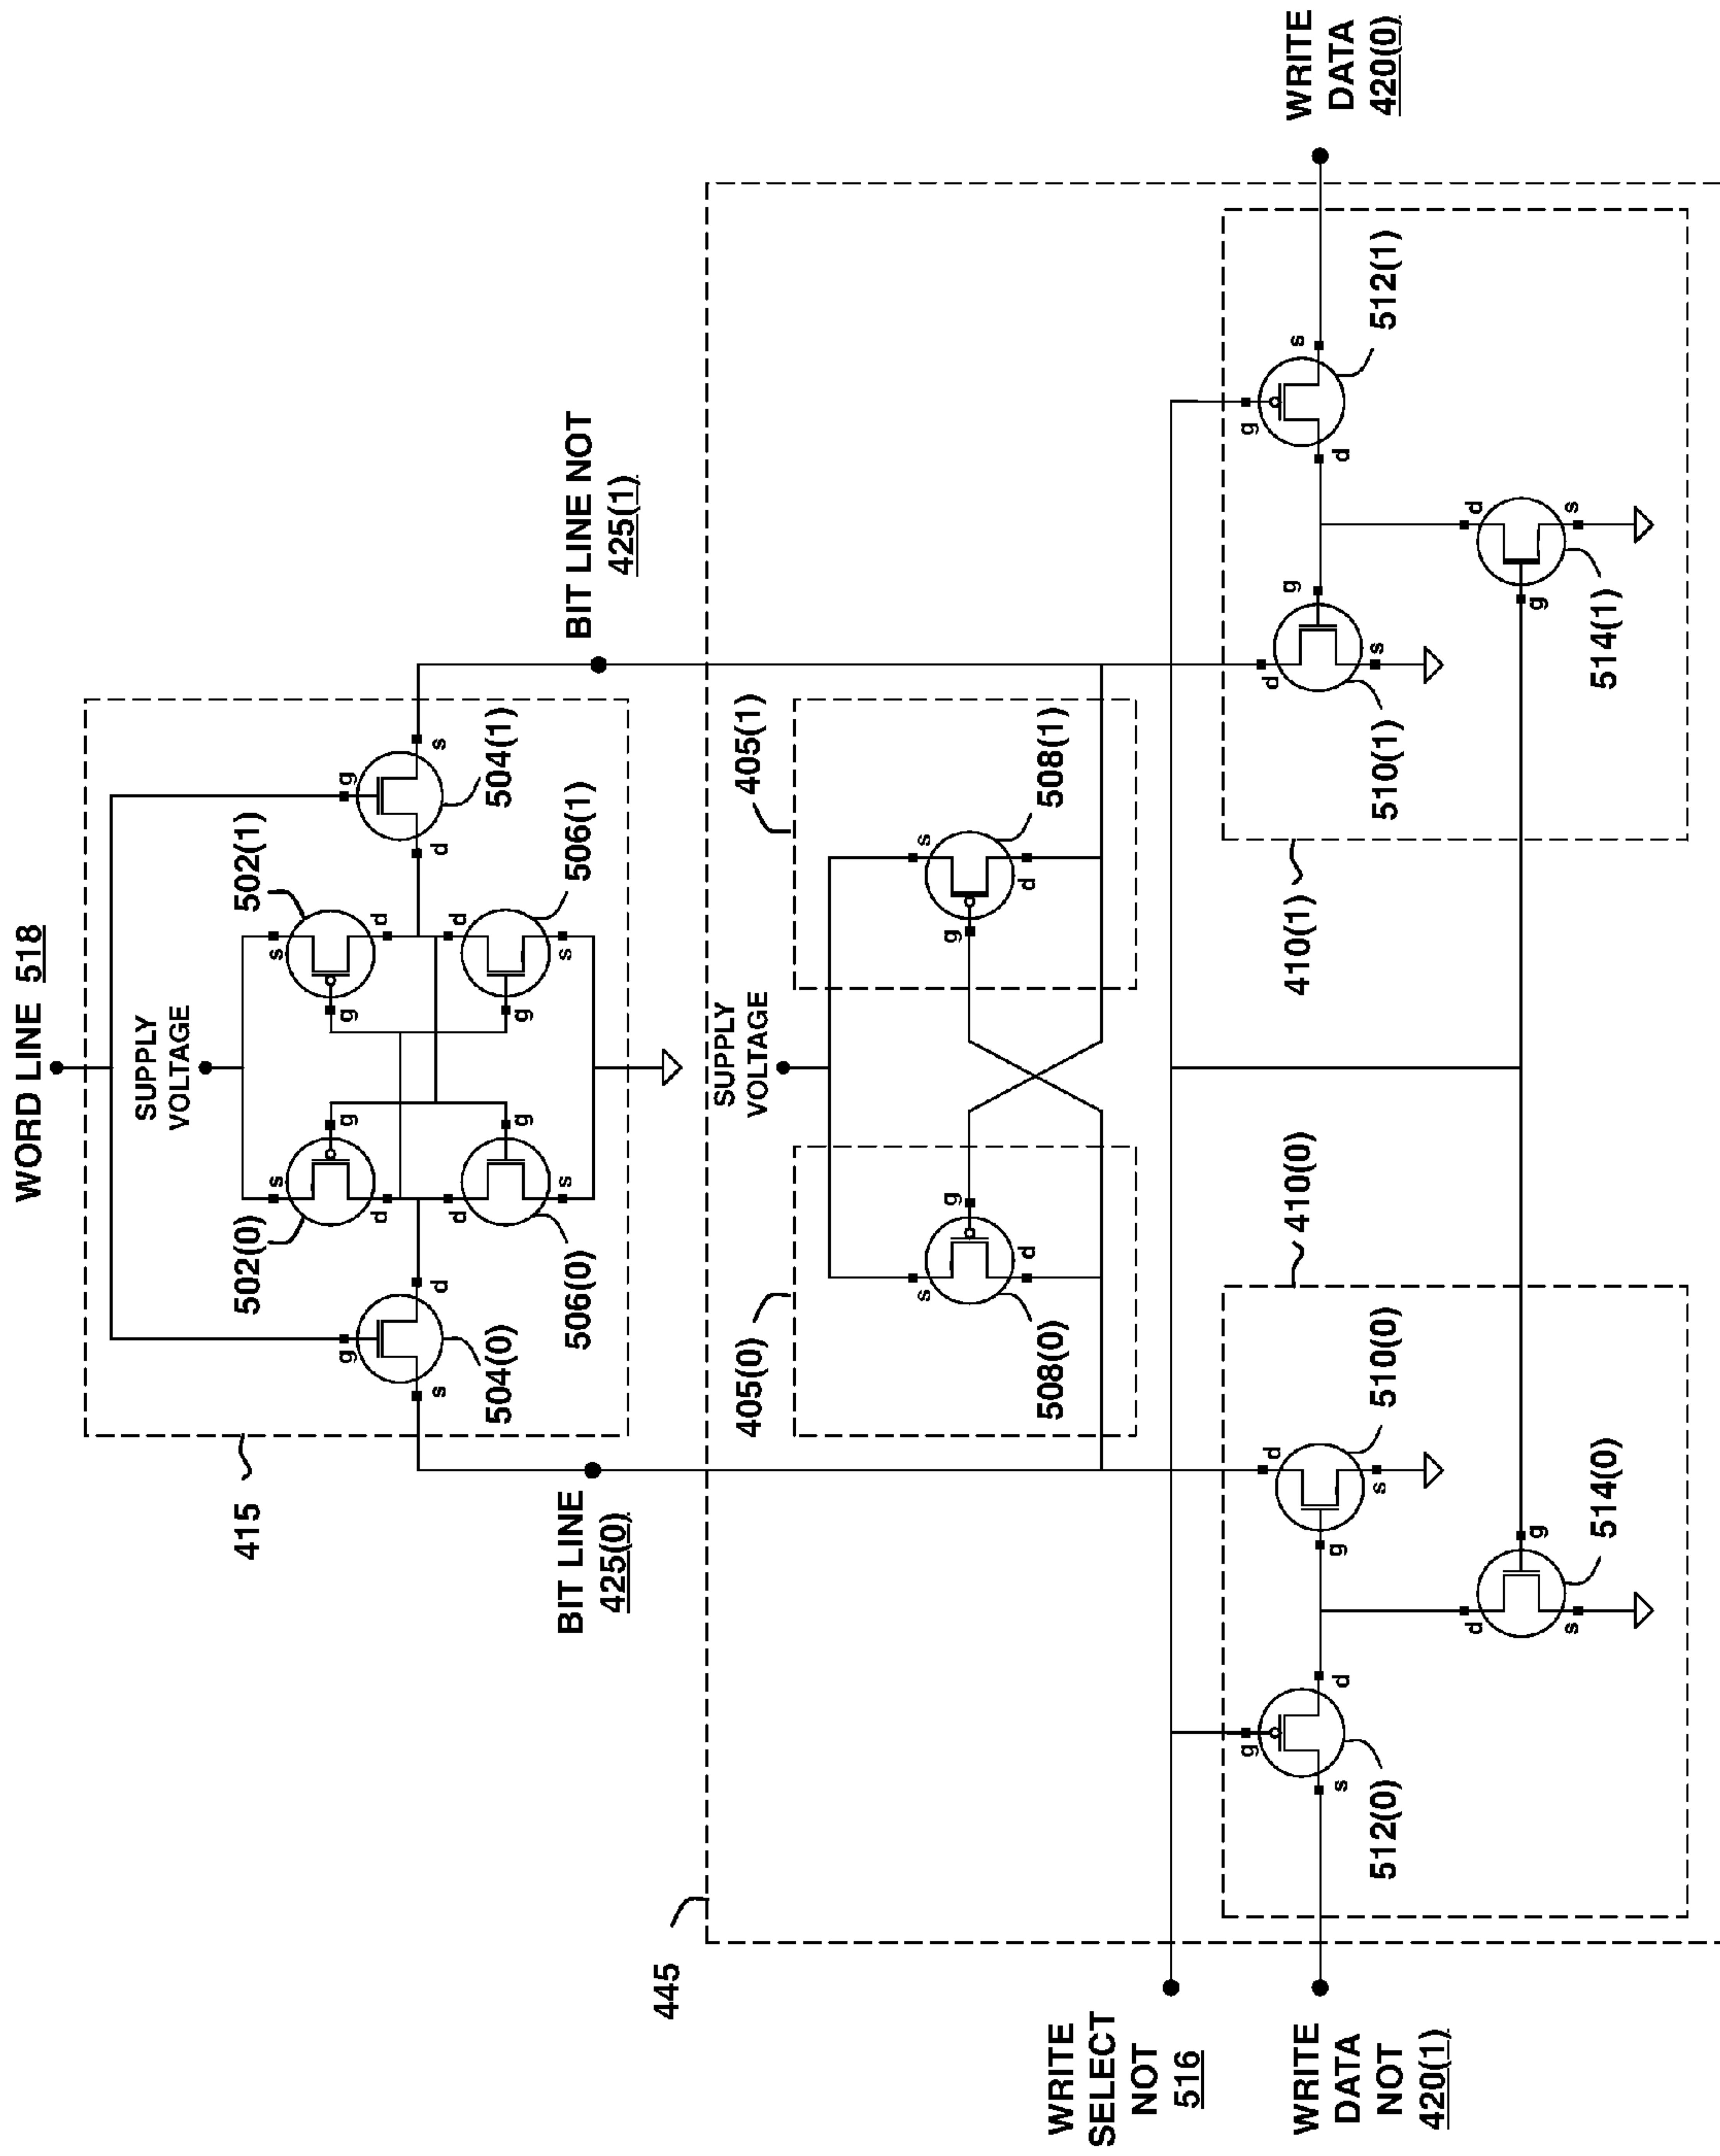 WORD LINE 518
SUPPLY
VOLTAGE
415
502(0)
502(1)
s
s
g
g
g
g
d
d
s
d
d
s
d
d
504(0)
504(1)
g
g
s
s
506(0)
506(1)
BIT LINE
425(0)
BIT LINE NOT
425(1)
445
SUPPLY
VOLTAGE
405(0)
405(1)
s
s
g
g
d
d
508(0)
508(1)
WRITE
SELECT
NOT
516
410(0)
410(1)
WRITE
DATA
NOT
420(1)
WRITE
DATA
420(0)
g
d
d
g
g
g
s
d
d
s
s
s
512(0)
510(0)
510(1)
512(1)
d
d
g
g
s
s
514(0)
514(1)